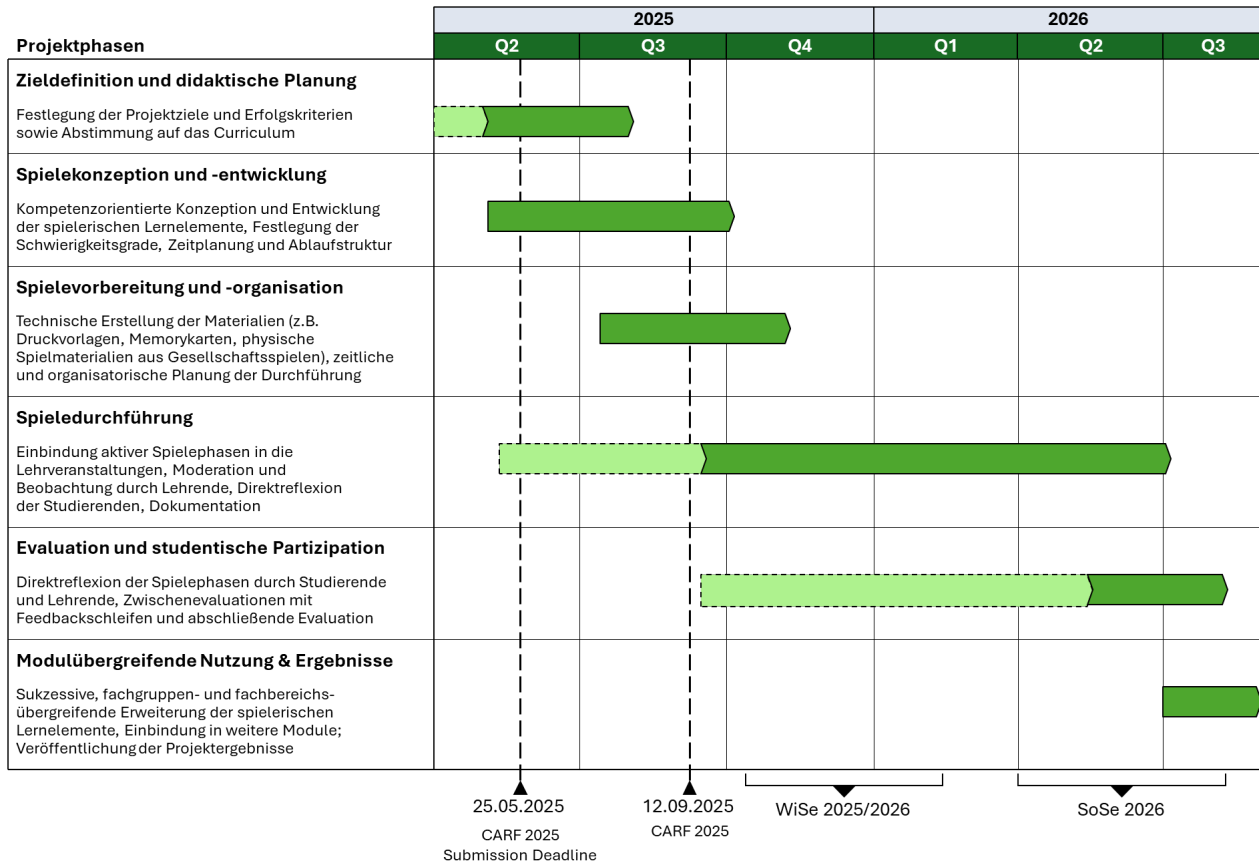 2025
2026
Projektphasen
Q2
Q3
Q4
Q1
Q2
Q3
Zieldefinition und didaktische Planung
Festlegung der Projektziele und Erfolgskriterien
sowie Abstimmung auf das Curriculum
Spielekonzeption und -entwicklung
Kompetenzorientierte Konzeption und Entwicklung
der spielerischen Lernelemente, Festlegung der
Schwierigkeitsgrade, Zeitplanung und Ablaufstruktur
Spielevorbereitung und -organisation
Technische Erstellung der Materialien (z.B.
Druckvorlagen, Memorykarten, physische
Spielmaterialien aus Gesellschaftsspielen), zeitliche
und organisatorische Planung der Durchführung
Spieledurchführung
Einbindung aktiver Spielephasen in die
Lehrveranstaltungen, Moderation und
Beobachtung durch Lehrende, Direktreflexion
der Studierenden, Dokumentation
Evaluation und studentische Partizipation
Direktreflexion der Spielephasen durch Studierende
und Lehrende, Zwischenevaluationen mit
Feedbackschleifen und abschließende Evaluation
Modulübergreifende Nutzung & Ergebnisse
Sukzessive, fachgruppen- und fachbereichs-
übergreifende Erweiterung der spielerischen
Lernelemente, Einbindung in weitere Module;
Veröffentlichung der Projektergebnisse
25.05.2025
CARF 2025
Submission Deadline
12.09.2025
CARF 2025
WiSe 2025/2026
SoSe 2026